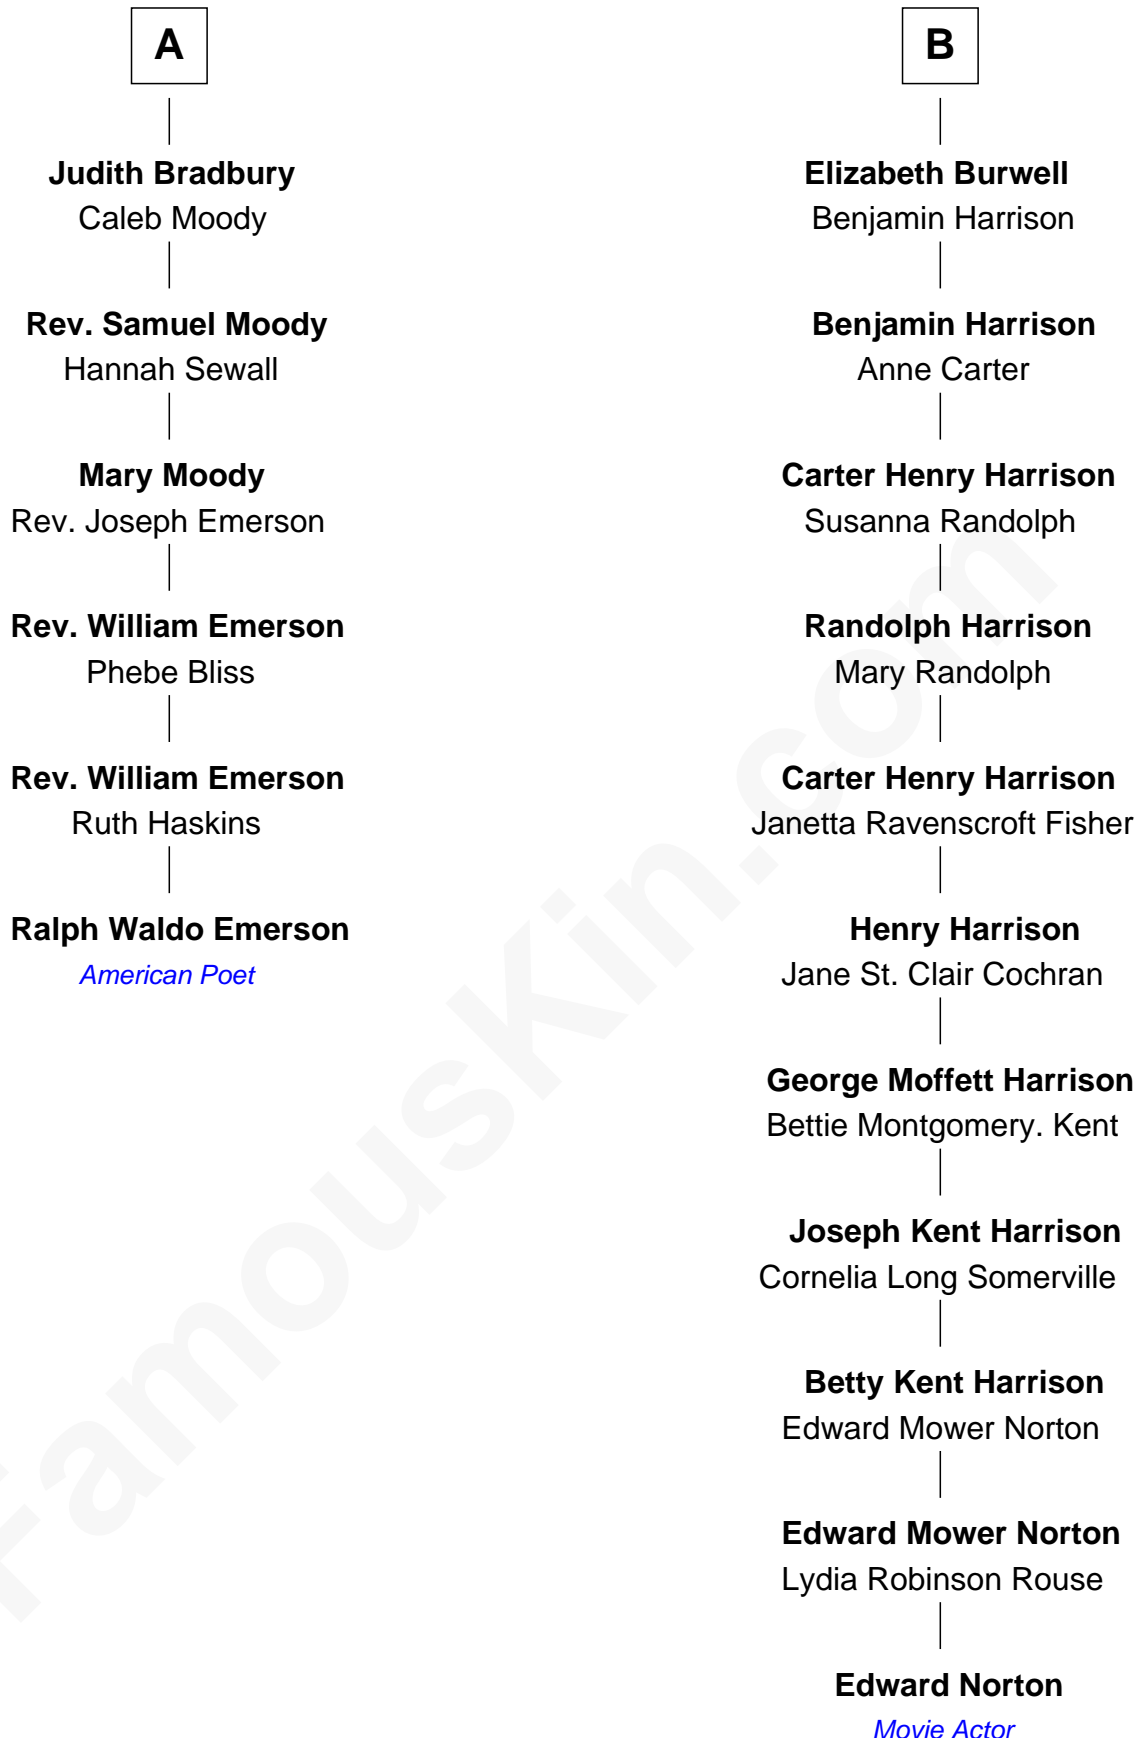 A
Judith Bradbury
Caleb Moody
Rev. Samuel Moody
Hannah Sewall
Mary Moody
Rev. Joseph Emerson
Rev. William Emerson
Phebe Bliss
Rev. William Emerson
Ruth Haskins
Ralph Waldo Emerson
American Poet
B
Elizabeth Burwell
Benjamin Harrison
Benjamin Harrison
Anne Carter
Carter Henry Harrison
Susanna Randolph
Randolph Harrison
Mary Randolph
Carter Henry Harrison
Janetta Ravenscroft Fisher
Henry Harrison
Jane St. Clair Cochran
George Moffett Harrison
Bettie Montgomery. Kent
Joseph Kent Harrison
Cornelia Long Somerville
Betty Kent Harrison
Edward Mower Norton
Edward Mower Norton
Lydia Robinson Rouse
Edward Norton
Movie Actor
FamousKin.com